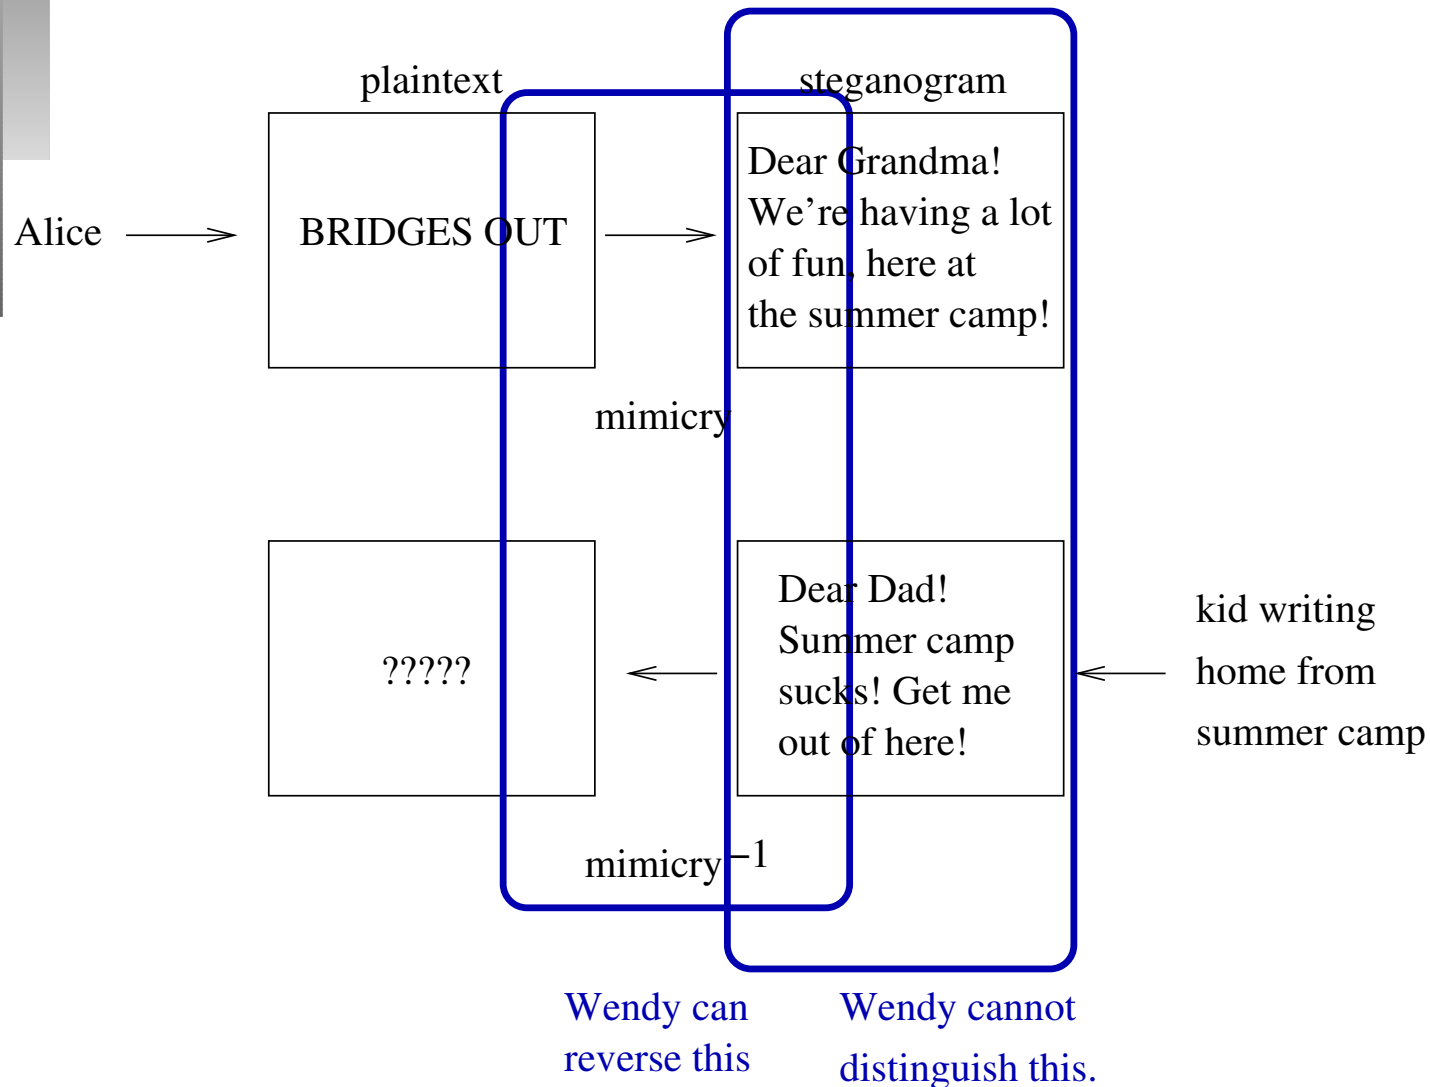 plaintext
steganogram
Alice
BRIDGES OUT
Dear Grandma!
We're having a lot
of fun, here at
the summer camp!
mimicry
?????
Dear Dad!
Summer camp
sucks! Get me
out of here!
kid writing
home from
summer camp
mimicry −1
Wendy can
reverse this
Wendy cannot
distinguish this.